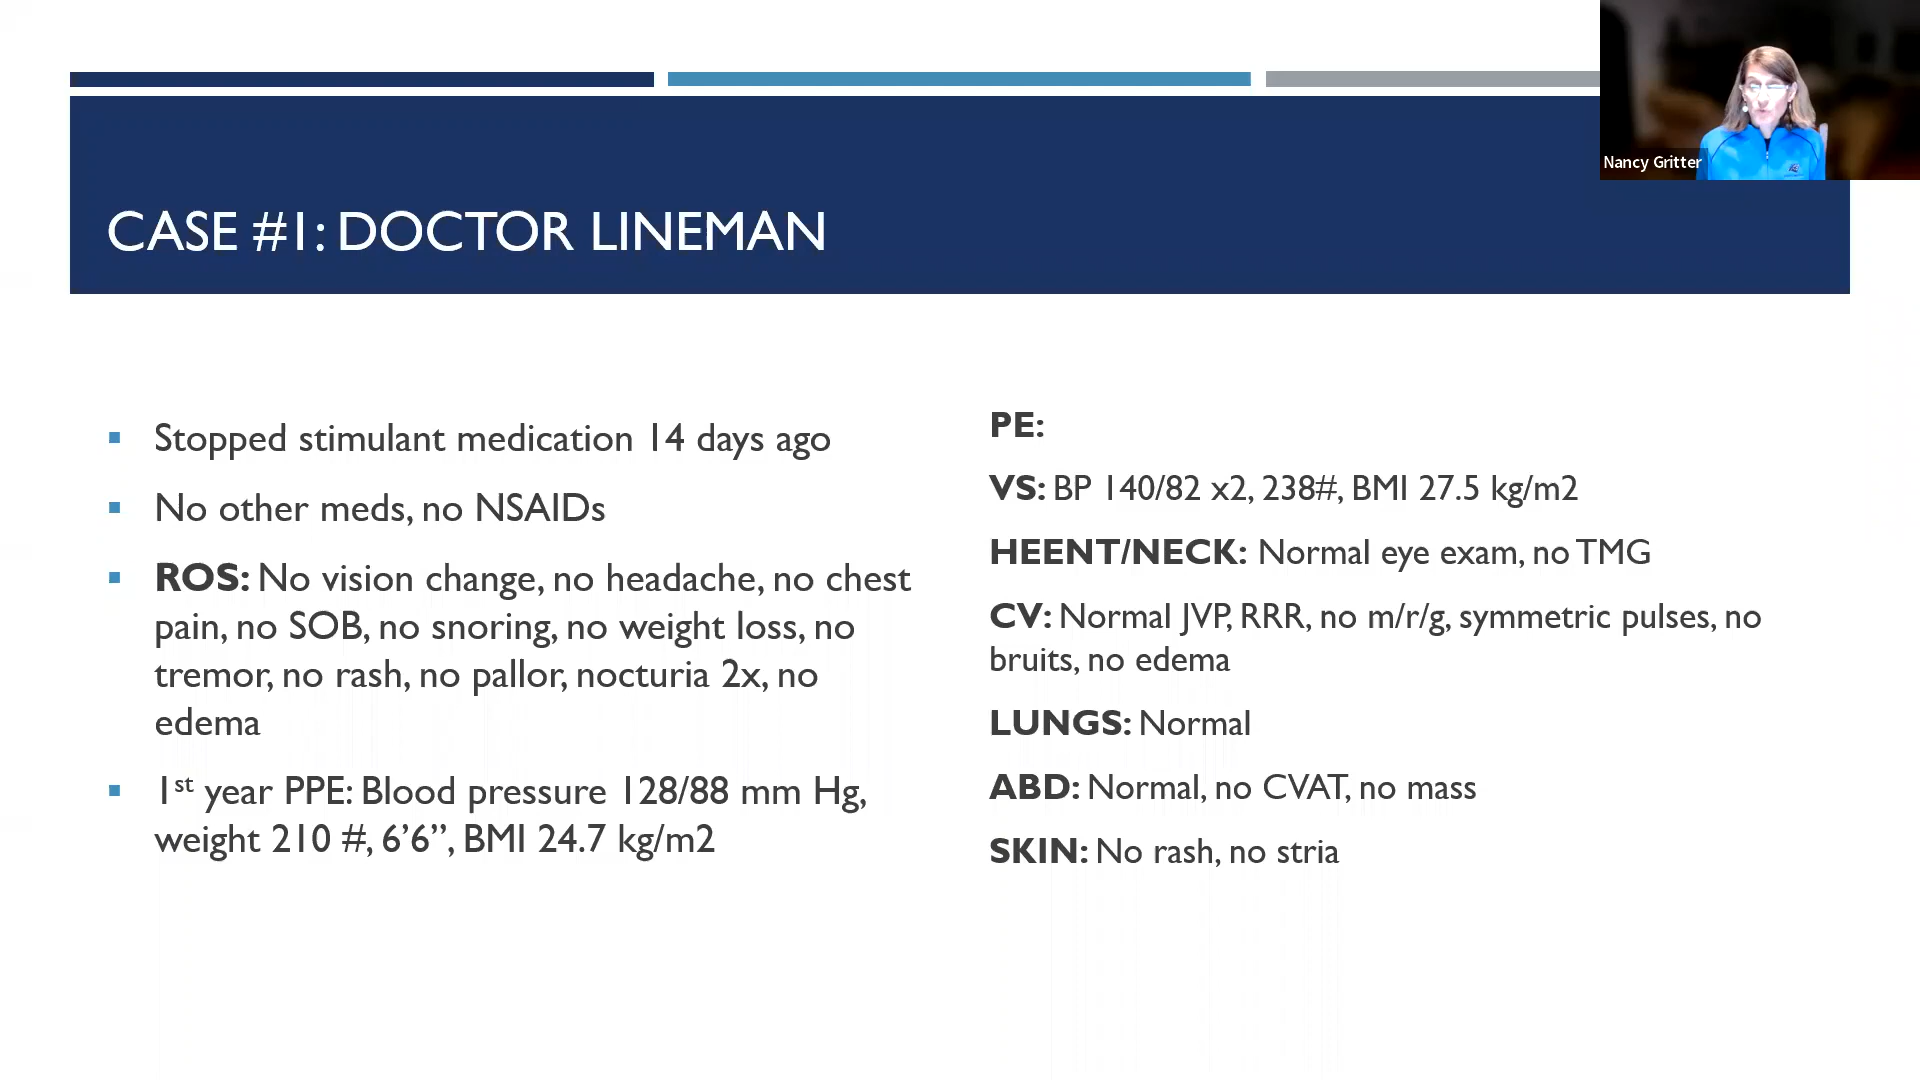 Nancy Gritter
CASE #1: DOCTOR LINEMAN
Stopped stimulant medication 14 days ago
No other meds, no NSAIDs
ROS: No vision change, no headache, no chest
pain, no SOB, no snoring, no weight loss, no
tremor, no rash, no pallor, nocturia 2x, no
edema
1st year PPE: Blood pressure 128/88 mm Hg,
weight 210 #, 6’6”, BMI 24.7 kg/m2
PE:
VS: BP 140/82 x2, 238#, BMI 27.5 kg/m2
HEENT/NECK: Normal eye exam, no TMG
CV: Normal JVP, RRR, no m/r/g, symmetric pulses, no
bruits, no edema
LUNGS: Normal
ABD: Normal, no CVAT, no mass
SKIN: No rash, no stria